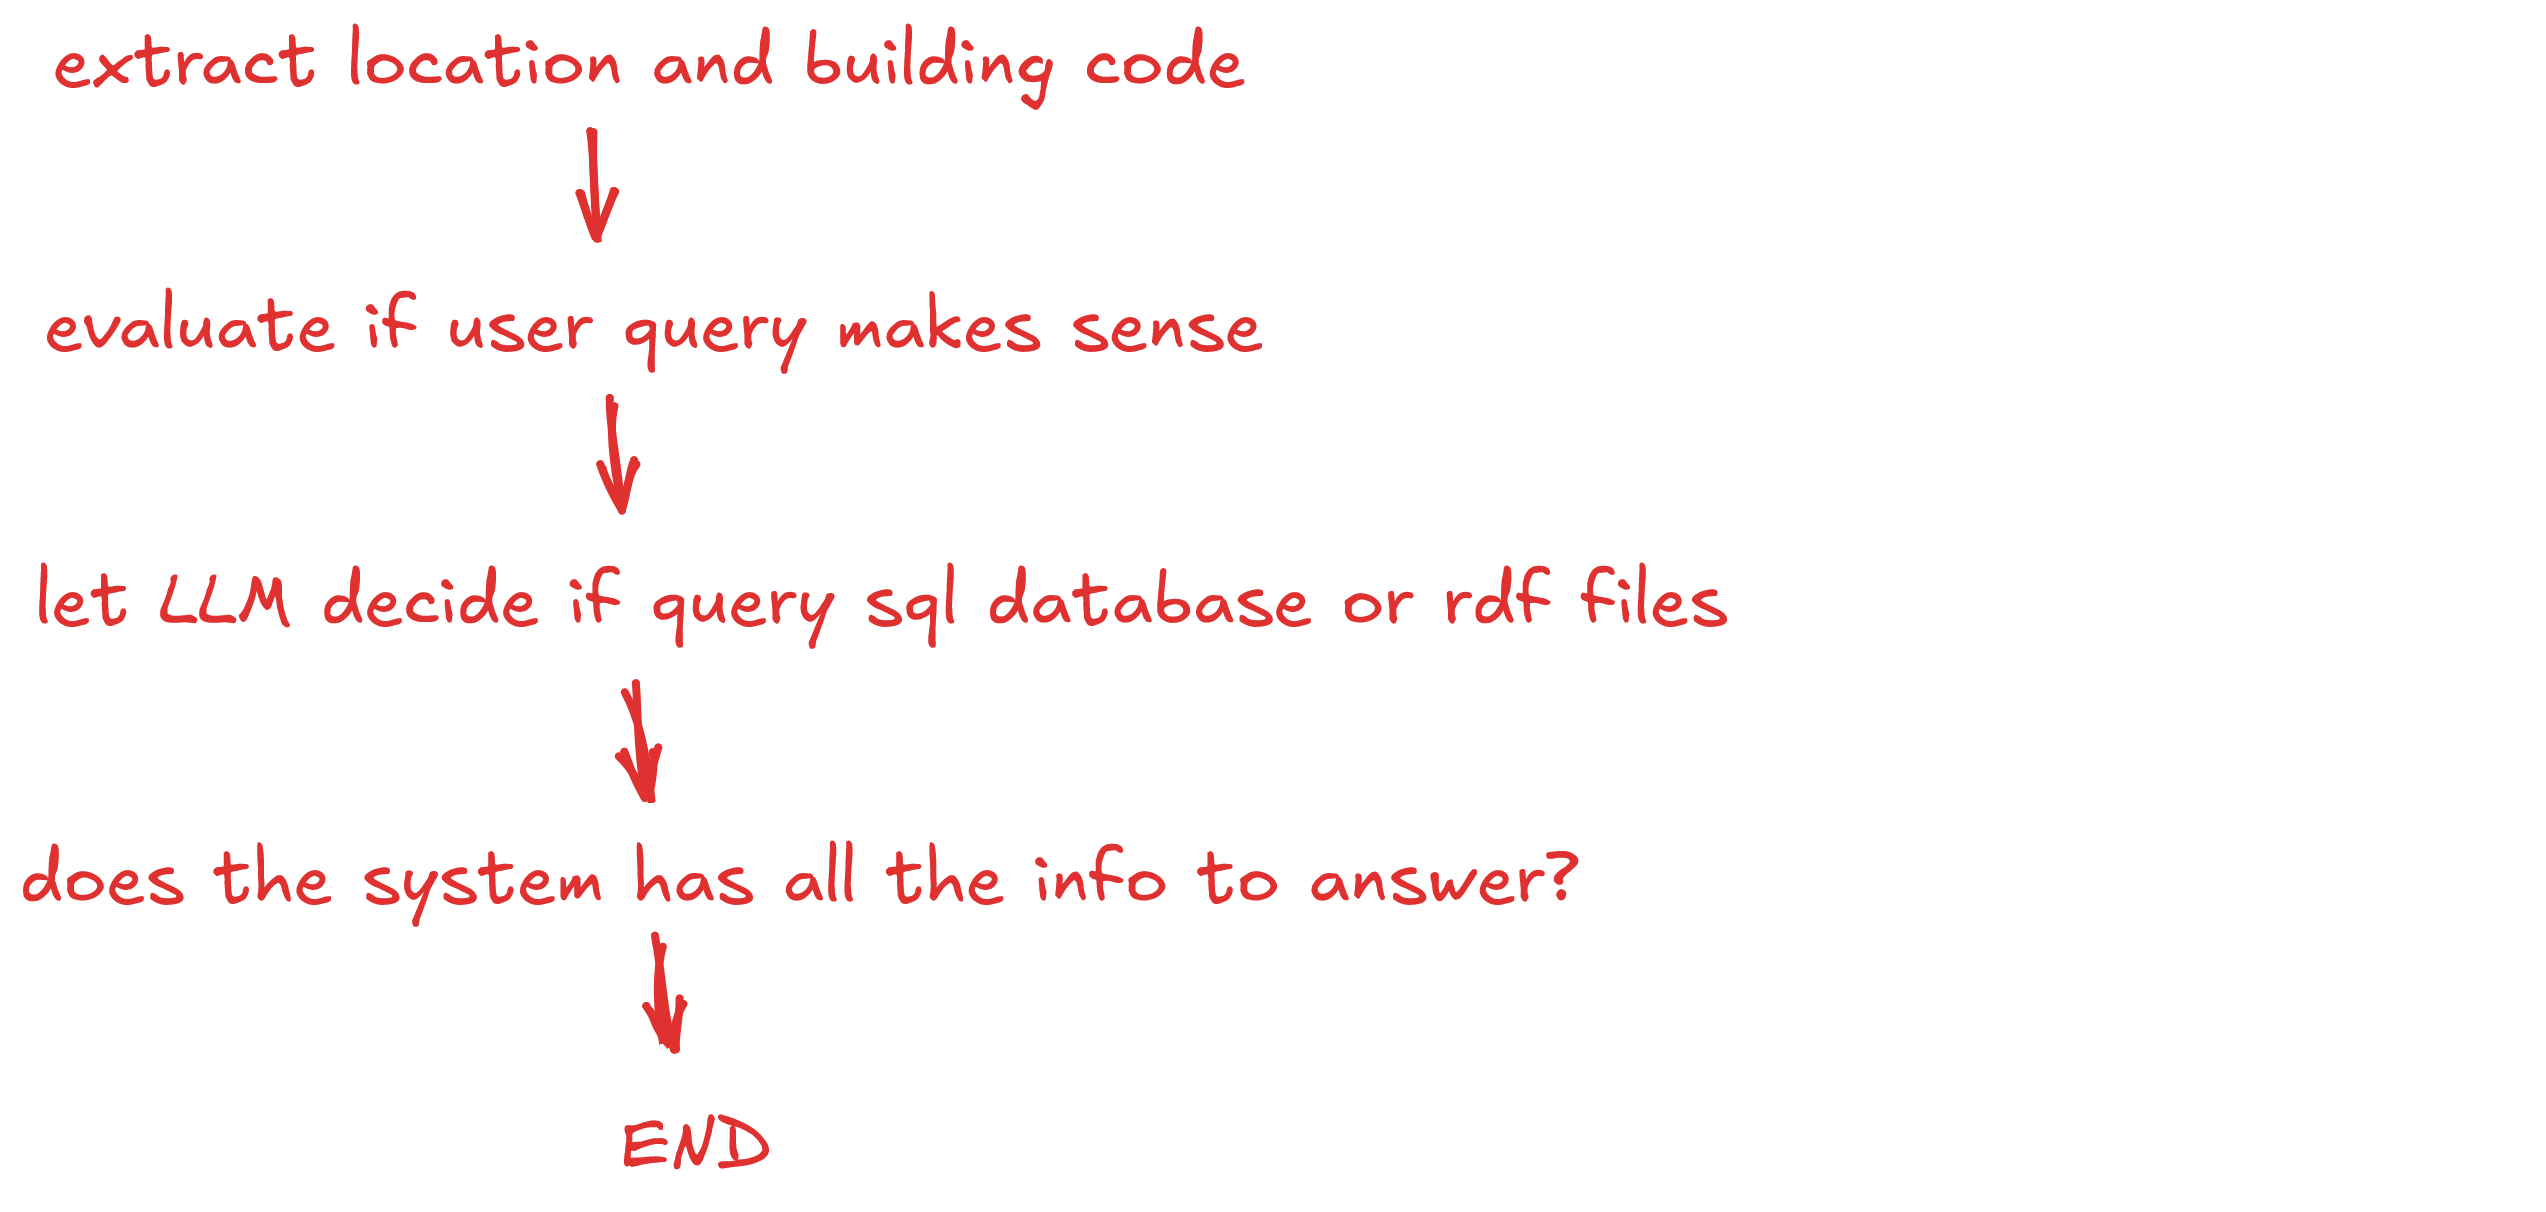 extract location and building code
evaluate if user query makes sense
let LLM decide if query sql database or rdf files
does the system has all the info to answer?
END